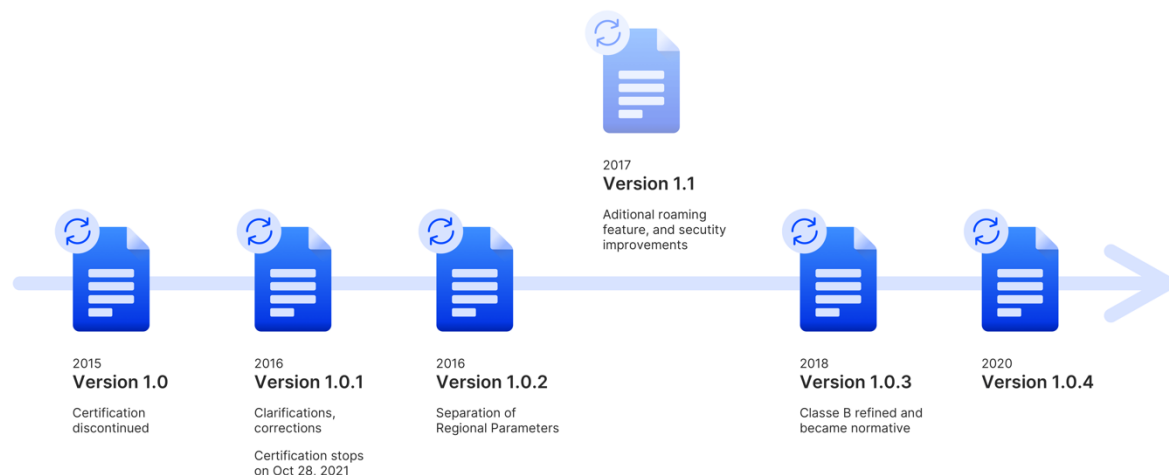 2017
Version 1.1
Aditional roaming
feature, and secutity
improvements
2015
Version 1.0
Certification
discontinued
2016
Version 1.0.1
Clarifications,
corrections
Certification stops
on Oct 28, 2021
2016
Version 1.0.2
Separation of
Regional Parameters
2018
Version 1.0.3
Classe B refined and
became normative
2020
Version 1.0.4